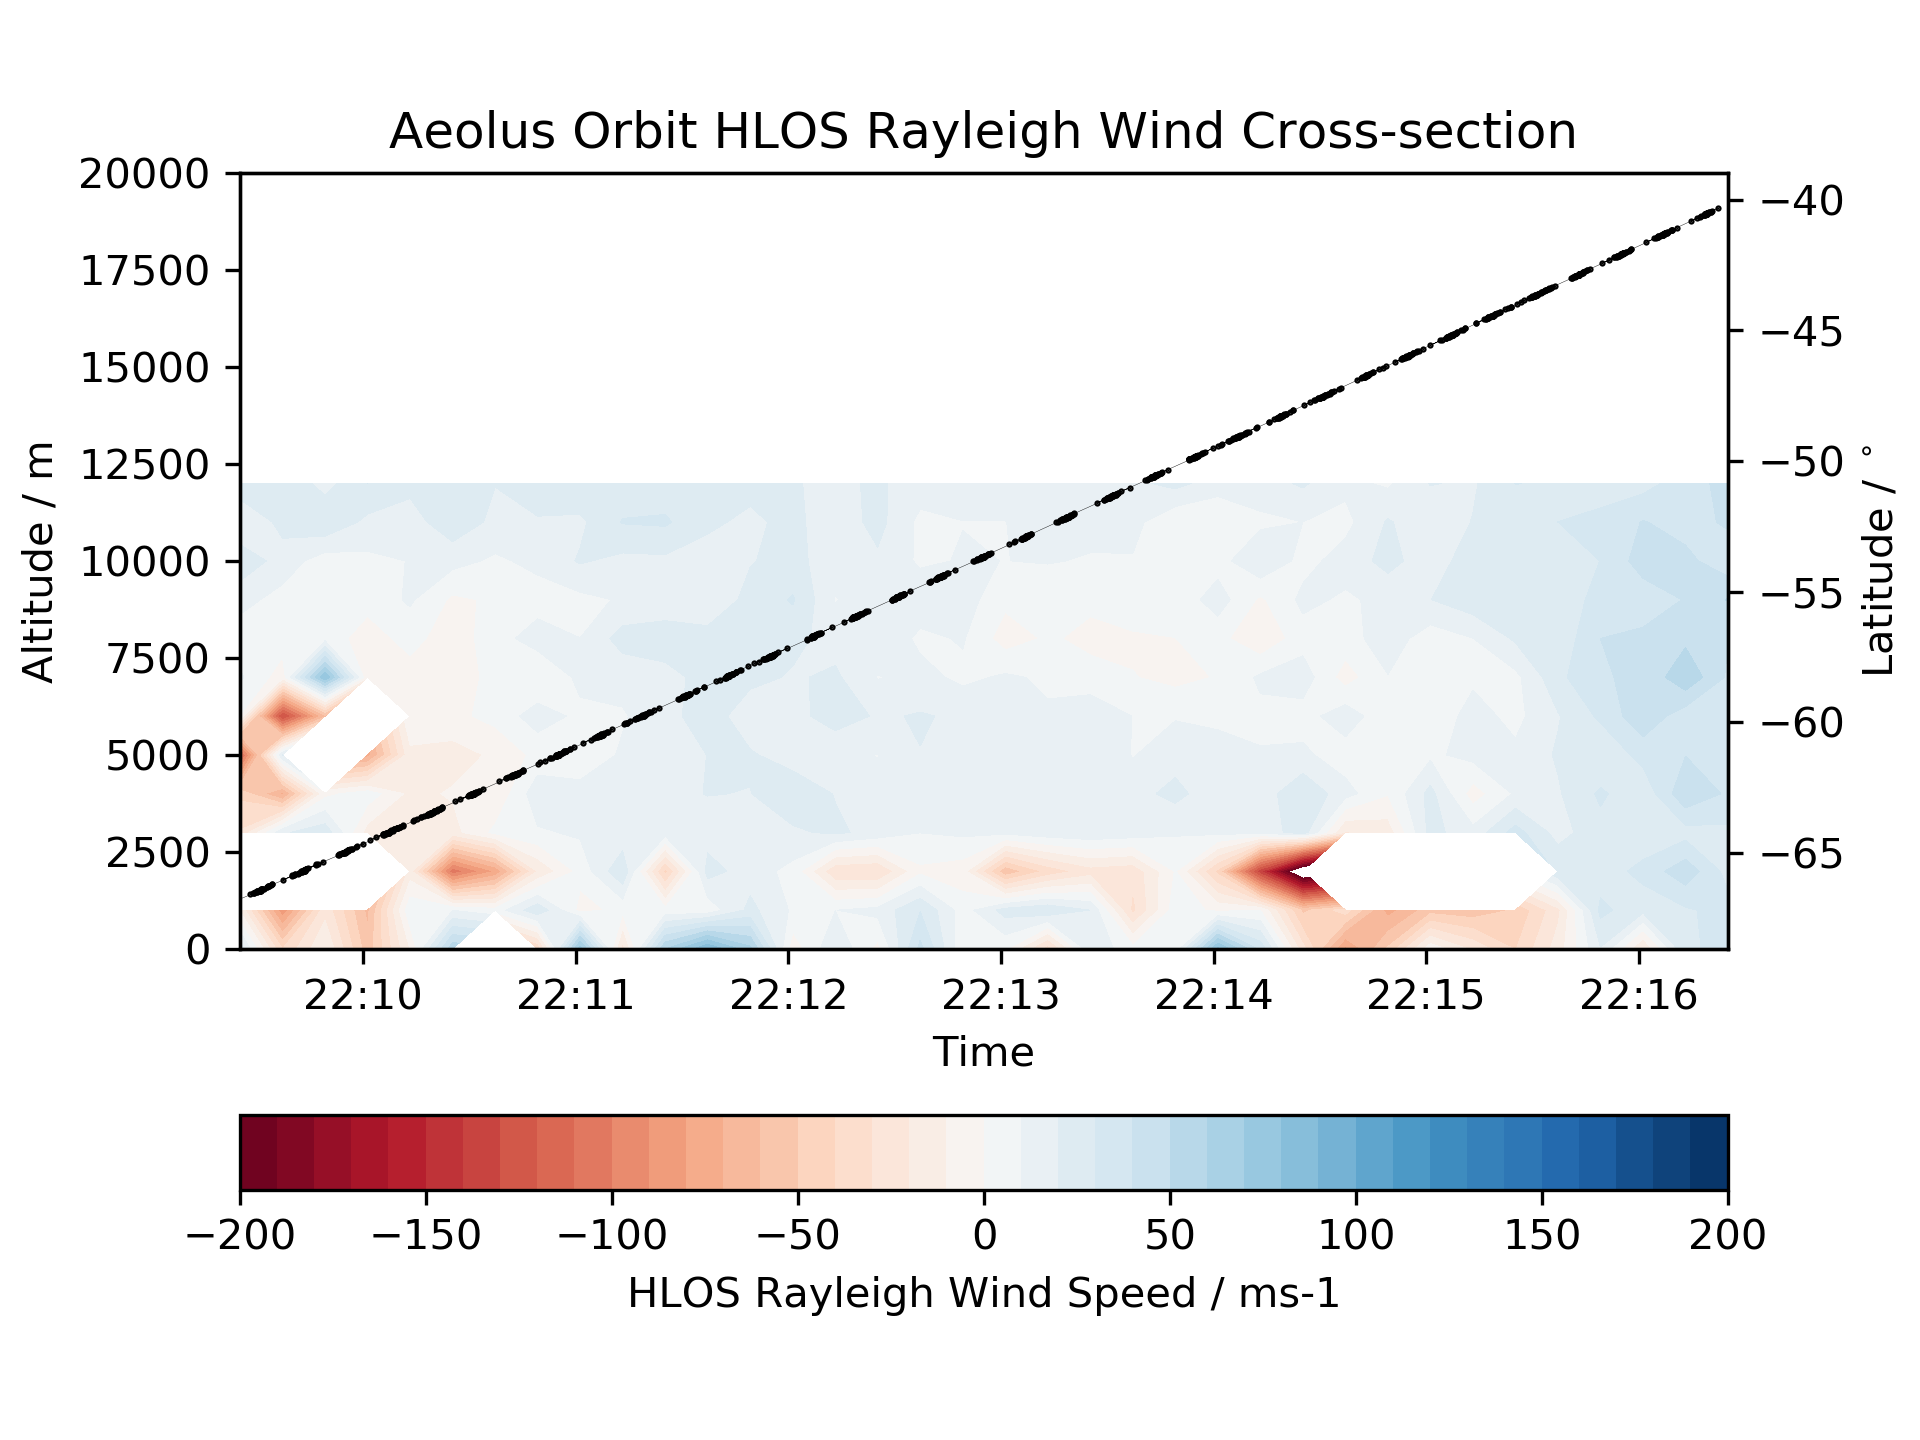 Aeolus Orbit HLOS Rayleigh Wind Cross-section
20000
17500
15000
12500
10000
7500
5000
2500
0
Altitude / m
−40
−45
−50
−55
−60
−65
Latitude / °
22:10 22:11 22:12 22:13 22:14 22:15 22:16
Time
−200 −150 −100 −50 0 50 100 150 200
HLOS Rayleigh Wind Speed / ms-1